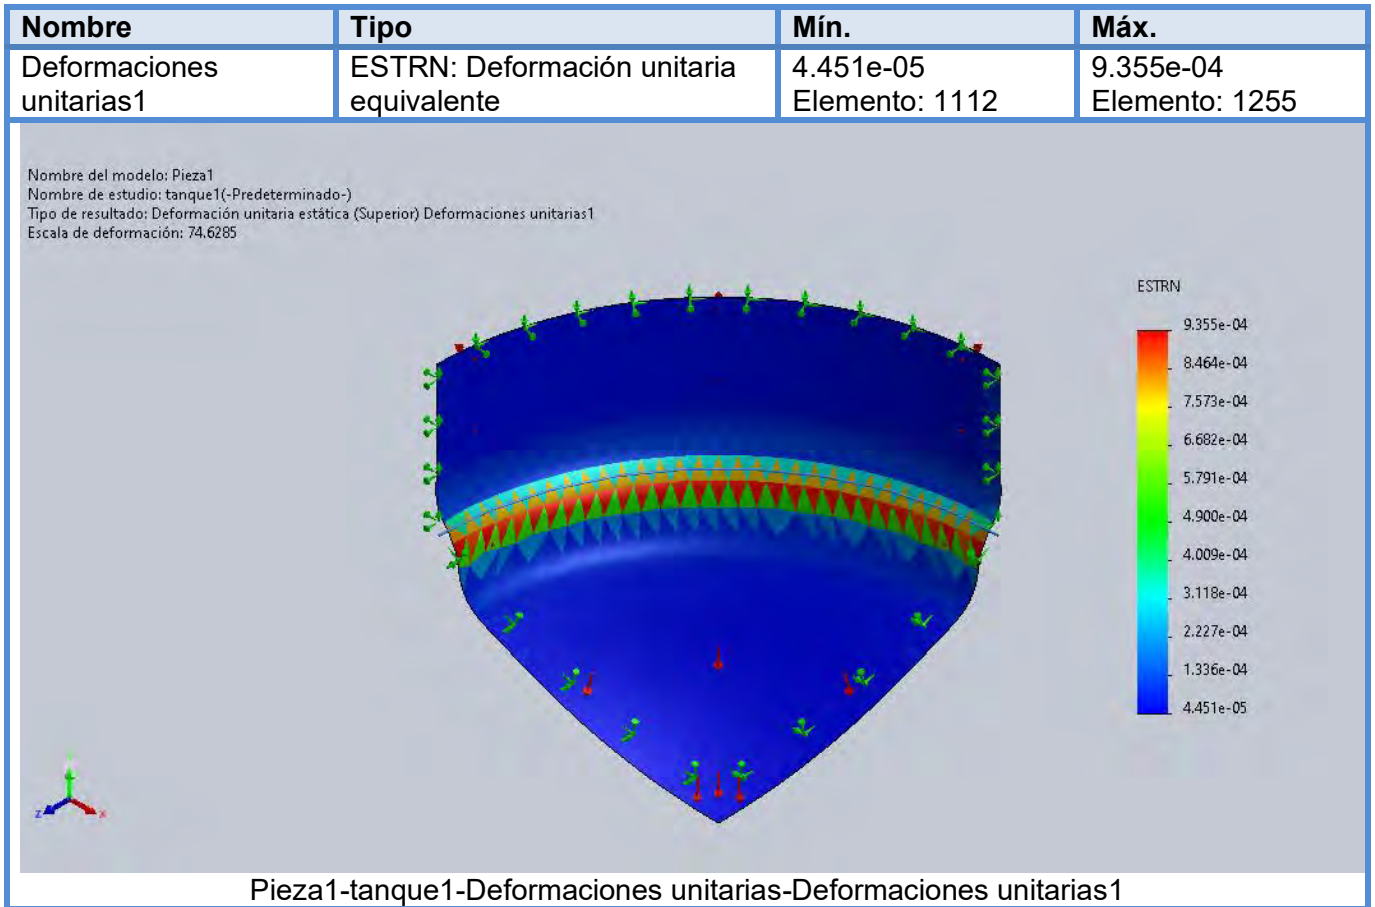 Nombre Tipo Mín. Máx.
Deformaciones ESTRN: Deformación unitaria 4.451e-05 9.355e-04
unitarias1 equivalente Elemento: 1112 Elemento: 1255
Nombre del modelo: Pieza1
Nombre de estudio: tanque1(-Predeterminado-)
Tipo de resultado: Deformación unitaria estática (Superior) Deformaciones unitarias1
Escala de deformación: 74.6285
ESTRN
9.355e-04
8.464e-04
7.573e-04
6.682e-04
5.791e-04
4.900e-04
4.009e-04
3.118e-04
2.227e-04
1.336e-04
4.451e-05
Z X
Pieza1-tanque1-Deformaciones unitarias-Deformaciones unitarias1